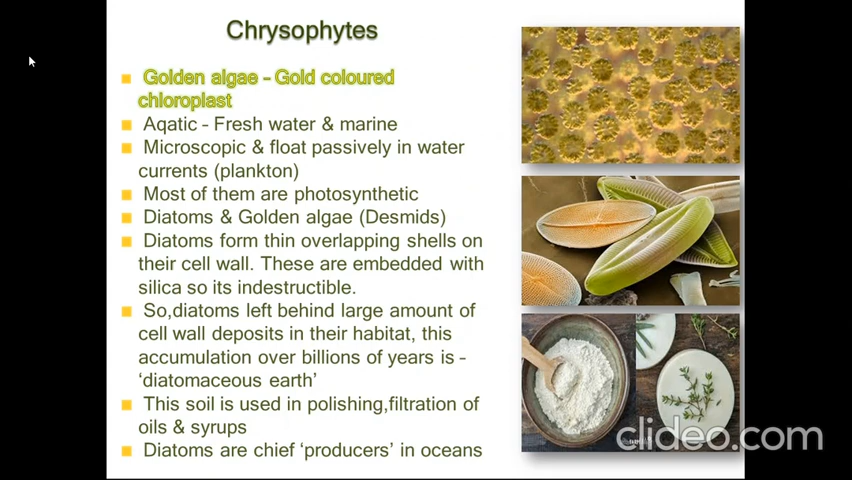 Chrysophytes
Golden algae – Gold coloured
chloroplast
Aqatic – Fresh water & marine
Microscopic & float passively in water
currents (plankton)
Most of them are photosynthetic
Diatoms & Golden algae (Desmids)
Diatoms form thin overlapping shells on
their cell wall. These are embedded with
silica so its indestructible.
So,diatoms left behind large amount of
cell wall deposits in their habitat, this
accumulation over billions of years is –
‘diatomaceous earth’
This soil is used in polishing,filtration of
oils & syrups
Diatoms are chief ‘producers’ in oceans
clideo.com